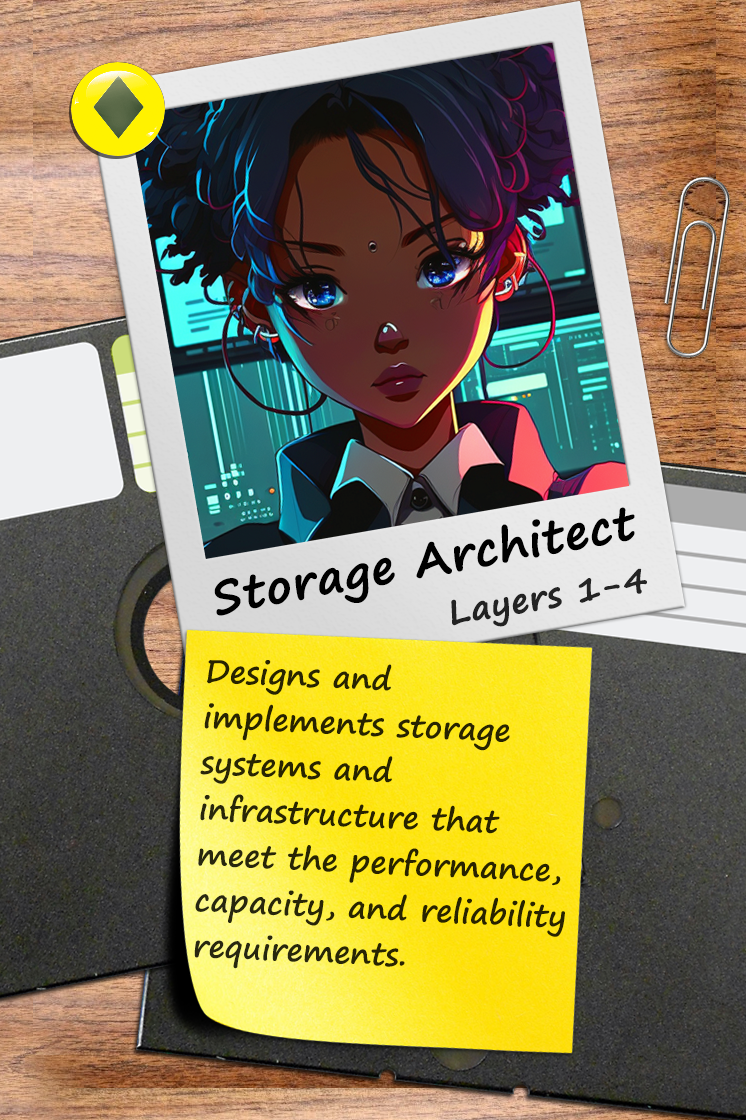 Storage Architect
Layers 1-4
Designs and
implements storage
systems and
infrastructure that
meet the performance,
capacity, and reliability
requirements.